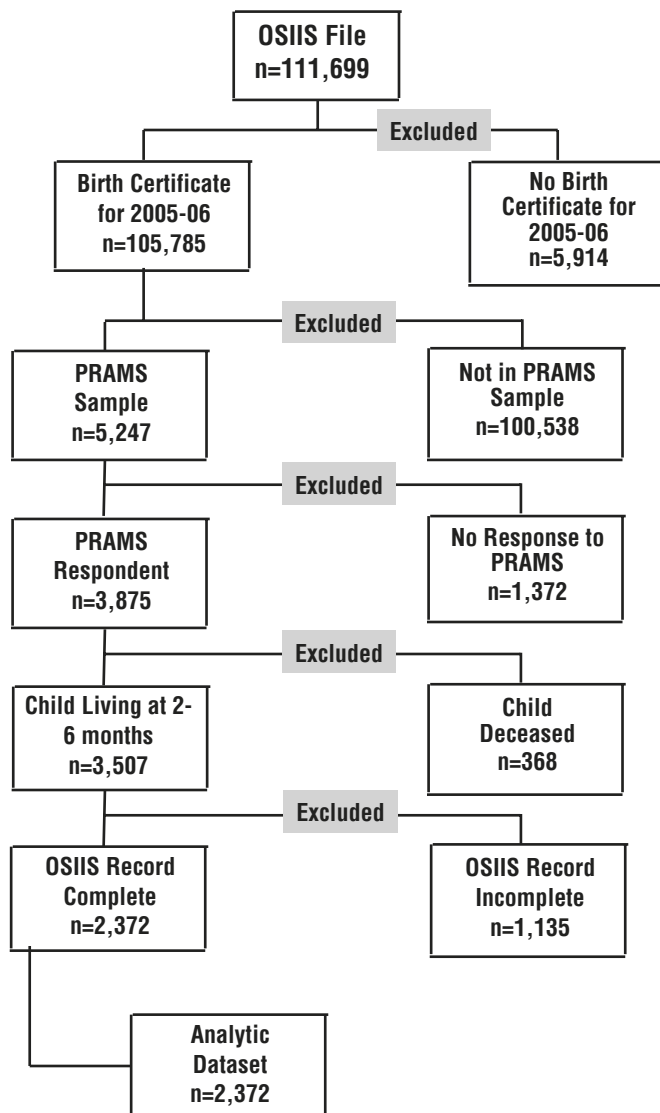 OSIIS File
n=111,699
Excluded
Birth Certificate
for 2005-06
n=105,785
No Birth
Certificate for
2005-06
n=5,914
Excluded
PRAMS
Sample
n=5,247
Not in PRAMS
Sample
n=100,538
Excluded
PRAMS
Respondent
n=3,875
No Response to
PRAMS
n=1,372
Excluded
Child Living at 2-
6 months
n=3,507
Child
Deceased
n=368
Excluded
OSIIS Record
Complete
n=2,372
OSIIS Record
Incomplete
n=1,135
Analytic
Dataset
n=2,372